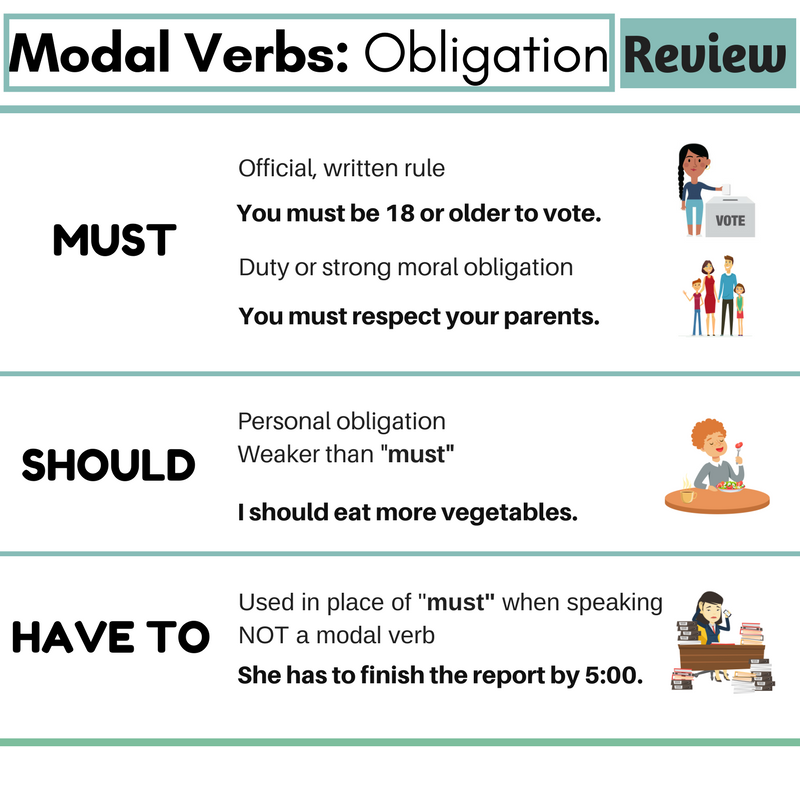 Modal Verbs: Obligation Review
MUST
Official, written rule
You must be 18 or older to vote.
VOTE
Duty or strong moral obligation
You must respect your parents.
SHOULD
Personal obligation
Weaker than "must"
I should eat more vegetables.
HAVE TO
Used in place of "must" when speaking
NOT a modal verb
She has to finish the report by 5:00.